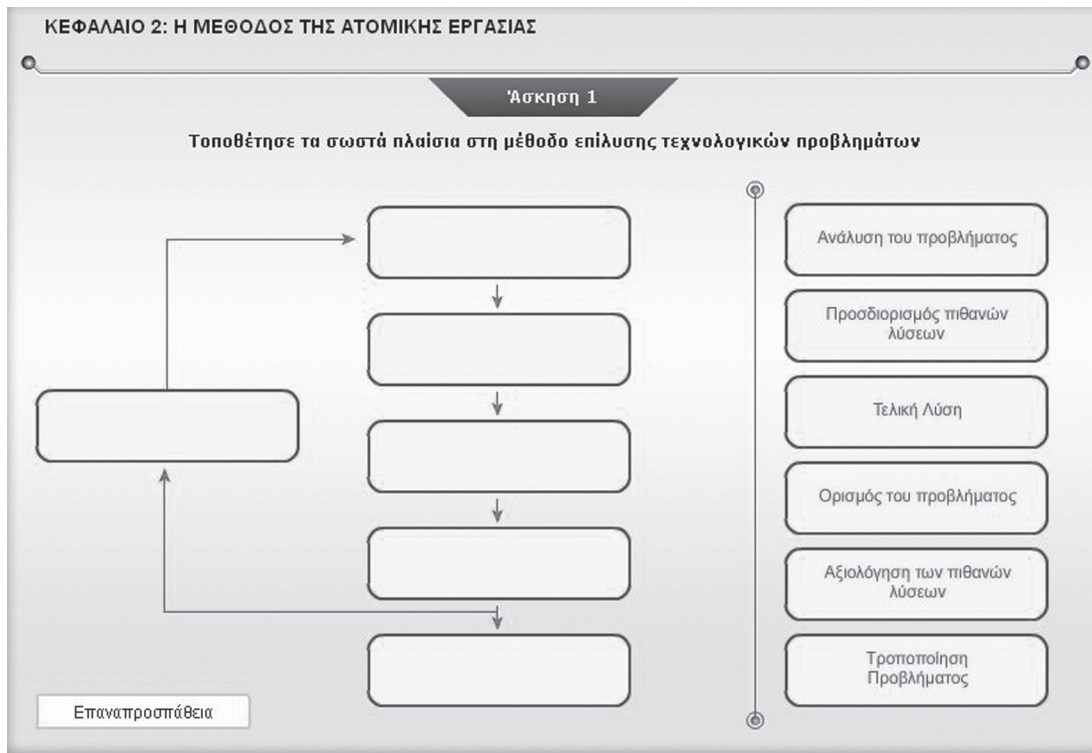 ΚΕΦΑΛΑΙΟ 2: Η ΜΕΘΟΔΟΣ ΤΗΣ ΑΤΟΜΙΚΗΣ ΕΡΓΑΣΙΑΣ
Άσκηση 1
Τοποθέτησε τα σωστά πλαίσια στη μέθοδο επίλυσης τεχνολογικών προβλημάτων
Ανάλυση του προβλήματος
Προσδιορισμός πιθανών
λύσεων
Τελική Λύση
Ορισμός του προβλήματος
Αξιολόγηση των πιθανών
λύσεων
Τροποποίηση
Προβλήματος
Επαναπροσπάθεια